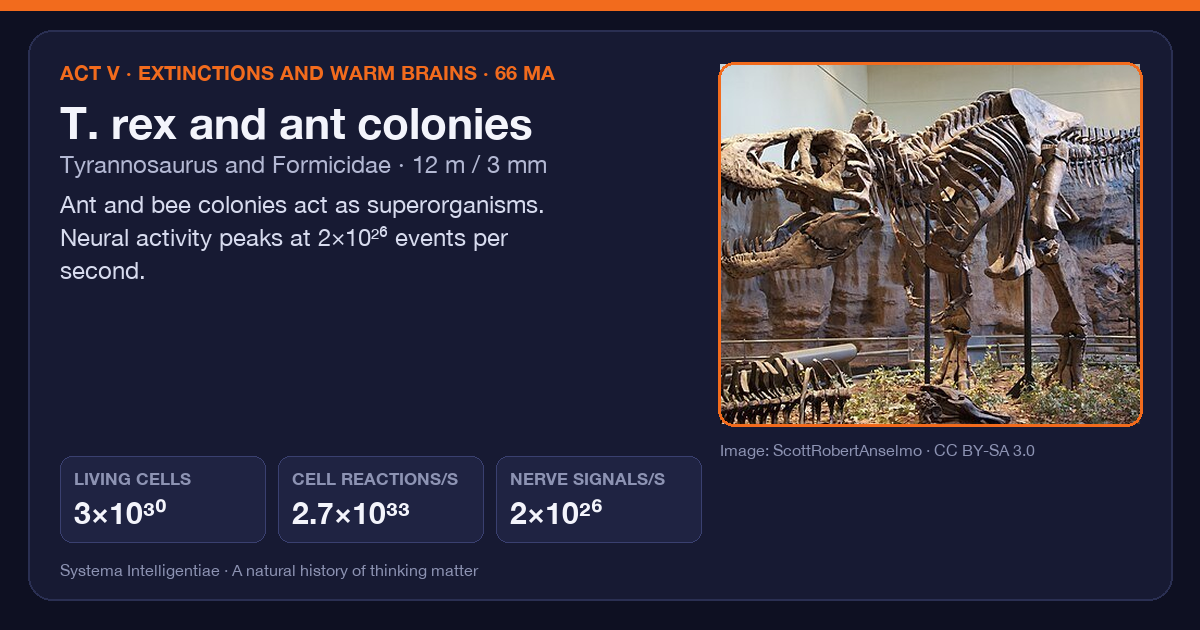 ACT V · EXTINCTIONS AND WARM BRAINS · 66 MA
T. rex and ant colonies
Tyrannosaurus and Formicidae · 12 m / 3 mm
Ant and bee colonies act as superorganisms.
Neural activity peaks at 2×10²⁶ events per
second.
Image: ScottRobertAnselmo · CC BY-SA 3.0
LIVING CELLS
3×10³⁰
CELL REACTIONS/S
2.7×10³³
NERVE SIGNALS/S
2×10²⁶
Systema Intelligentiae · A natural history of thinking matter